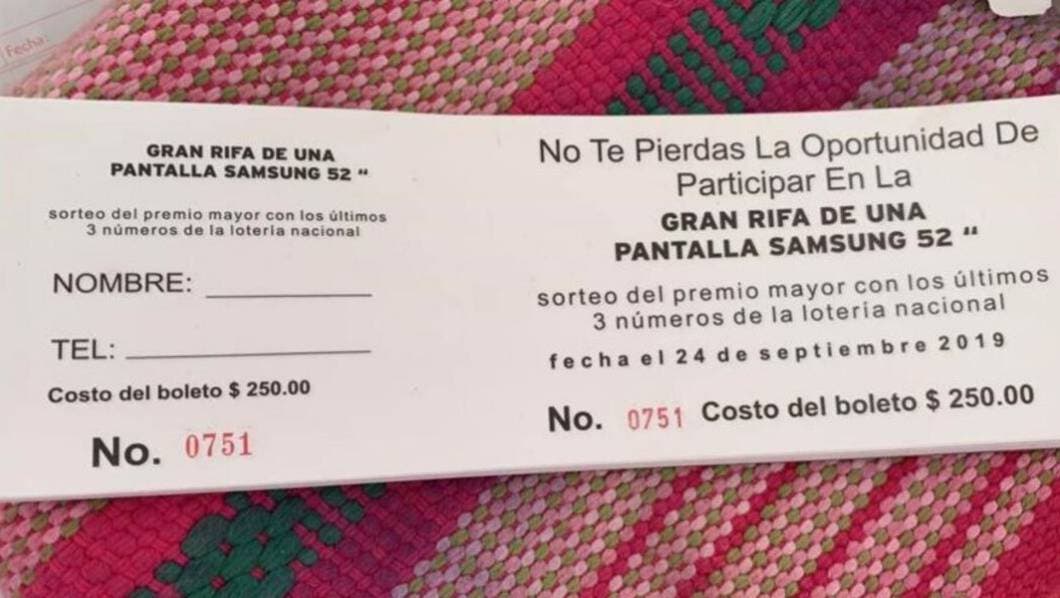 Fecha:
GRAN RIFA DE UNA
PANTALLA SAMSUNG 52 “
sorteo del premio mayor con los últimos
3 números de la lotería nacional
NOMBRE: ____________
TEL: ____________
Costo del boleto $ 250.00
No. 0751
No Te Pierdas La Oportunidad De
Participar En La
GRAN RIFA DE UNA
PANTALLA SAMSUNG 52 “
sorteo del premio mayor con los últimos
3 números de la lotería nacional
fecha el 24 de septiembre 2019
No. 0751 Costo del boleto $ 250.00